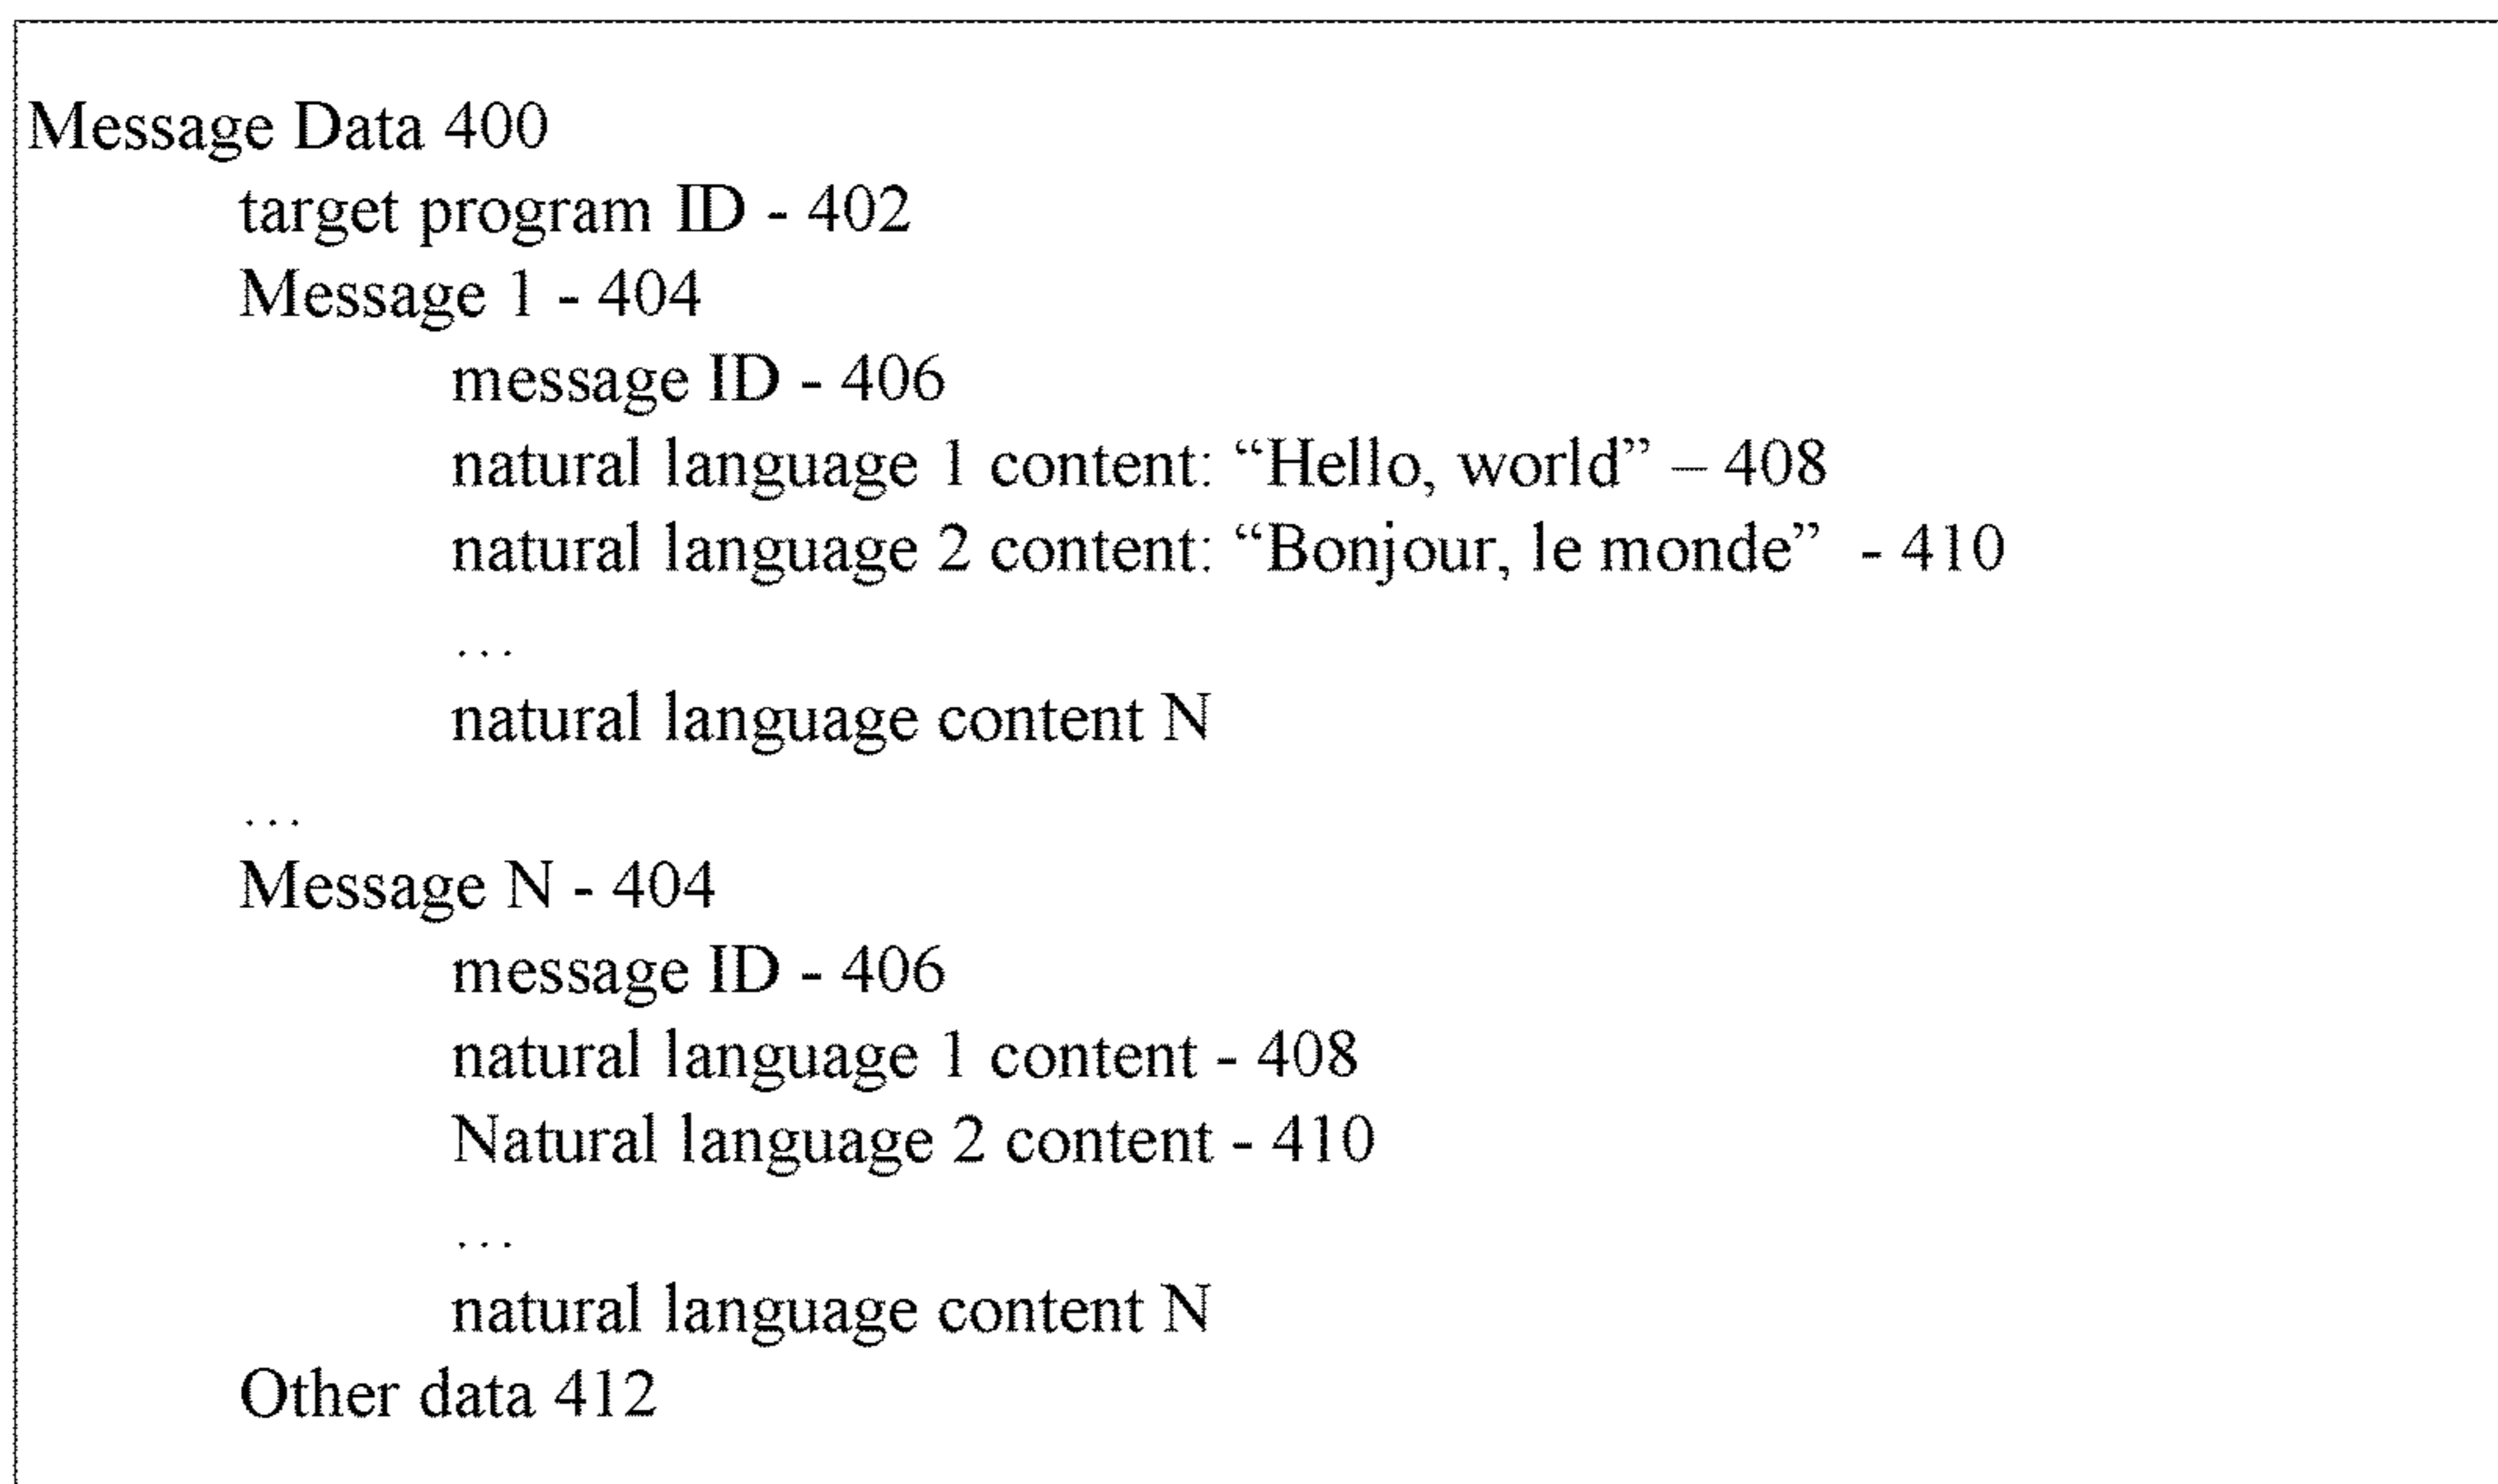 Message Data 400
target program ID - 402
Message 1 - 404
message ID - 406
natural language 1 content: “Hello, world” – 408
natural language 2 content: “Bonjour, le monde”  - 410
…
natural language content N
…
Message N - 404
message ID - 406
natural language 1 content - 408
Natural language 2 content - 410
…
natural language content N
Other data 412